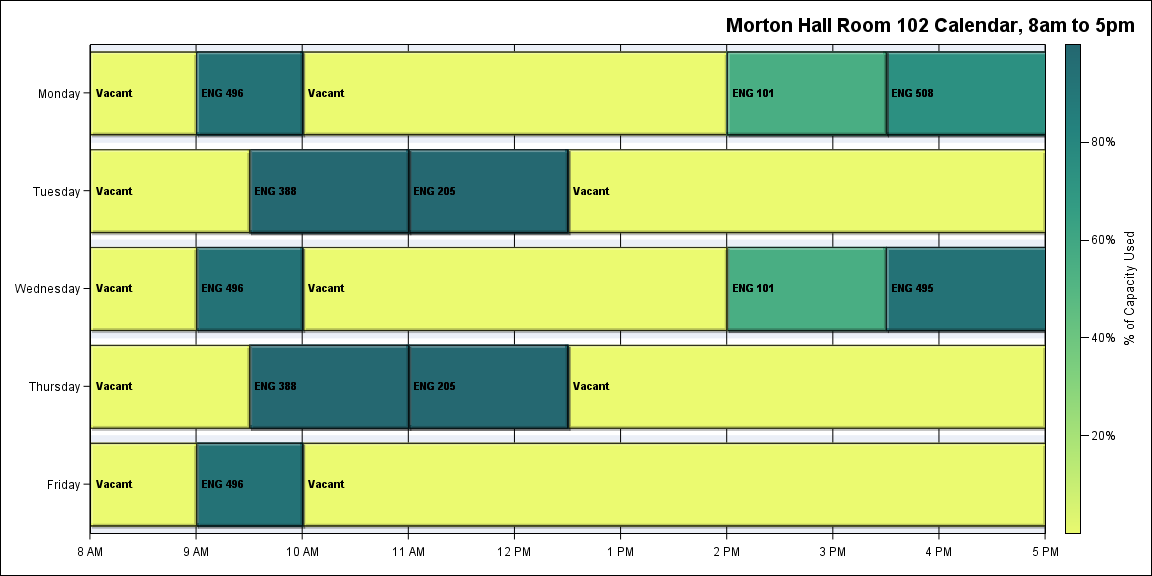 Morton Hall Room 102 Calendar, 8am to 5pm
Monday
Vacant
ENG 496
Vacant
ENG 101
ENG 508
Tuesday
Vacant
ENG 388
ENG 205
Vacant
Wednesday
Vacant
ENG 496
Vacant
ENG 101
ENG 495
Thursday
Vacant
ENG 388
ENG 205
Vacant
Friday
Vacant
ENG 496
Vacant
8 AM
9 AM
10 AM
11 AM
12 PM
1 PM
2 PM
3 PM
4 PM
5 PM
80%
60%
40%
20%
% of Capacity Used